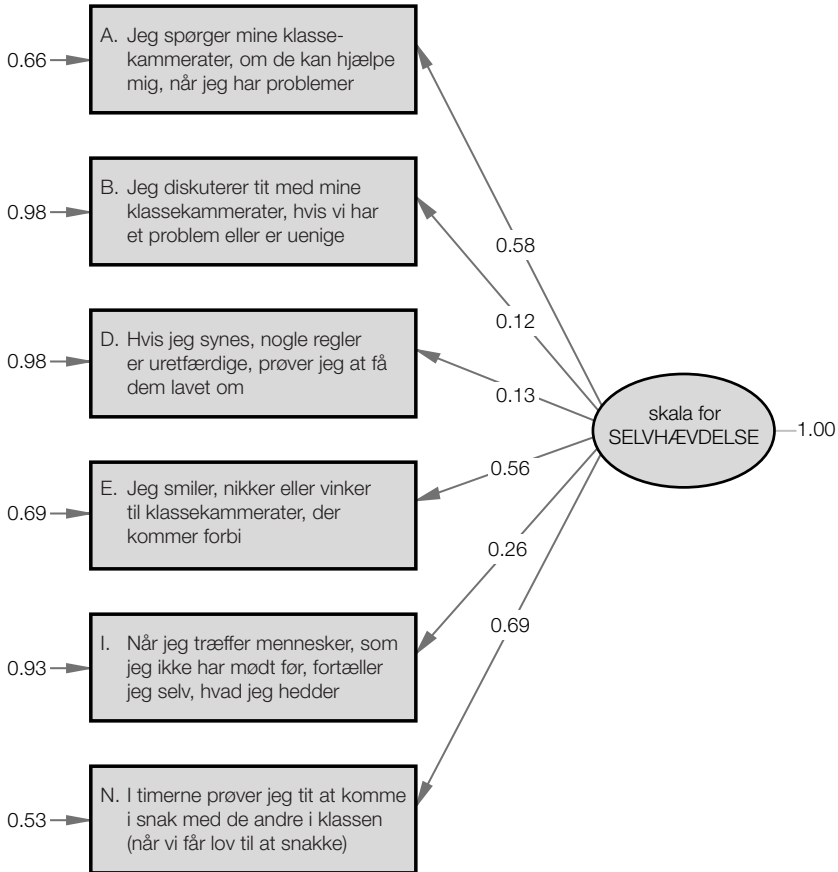 0.66
A. Jeg spørger mine klasse-
kammerater, om de kan hjælpe
mig, når jeg har problemer
0.98
B. Jeg diskuterer tit med mine
klassekammerater, hvis vi har
et problem eller er uenige
0.98
D. Hvis jeg synes, nogle regler
er uretfærdige, prøver jeg at få
dem lavet om
0.69
E. Jeg smiler, nikker eller vinker
til klassekammerater, der
kommer forbi
0.93
I. Når jeg træffer mennesker, som
jeg ikke har mødt før, fortæller
jeg selv, hvad jeg hedder
0.53
N. I timerne prøver jeg tit at komme
i snak med de andre i klassen
(når vi får lov til at snakke)
0.58
0.12
0.13
0.56
0.26
0.69
skala for
SELVHÆVDELSE
1.00